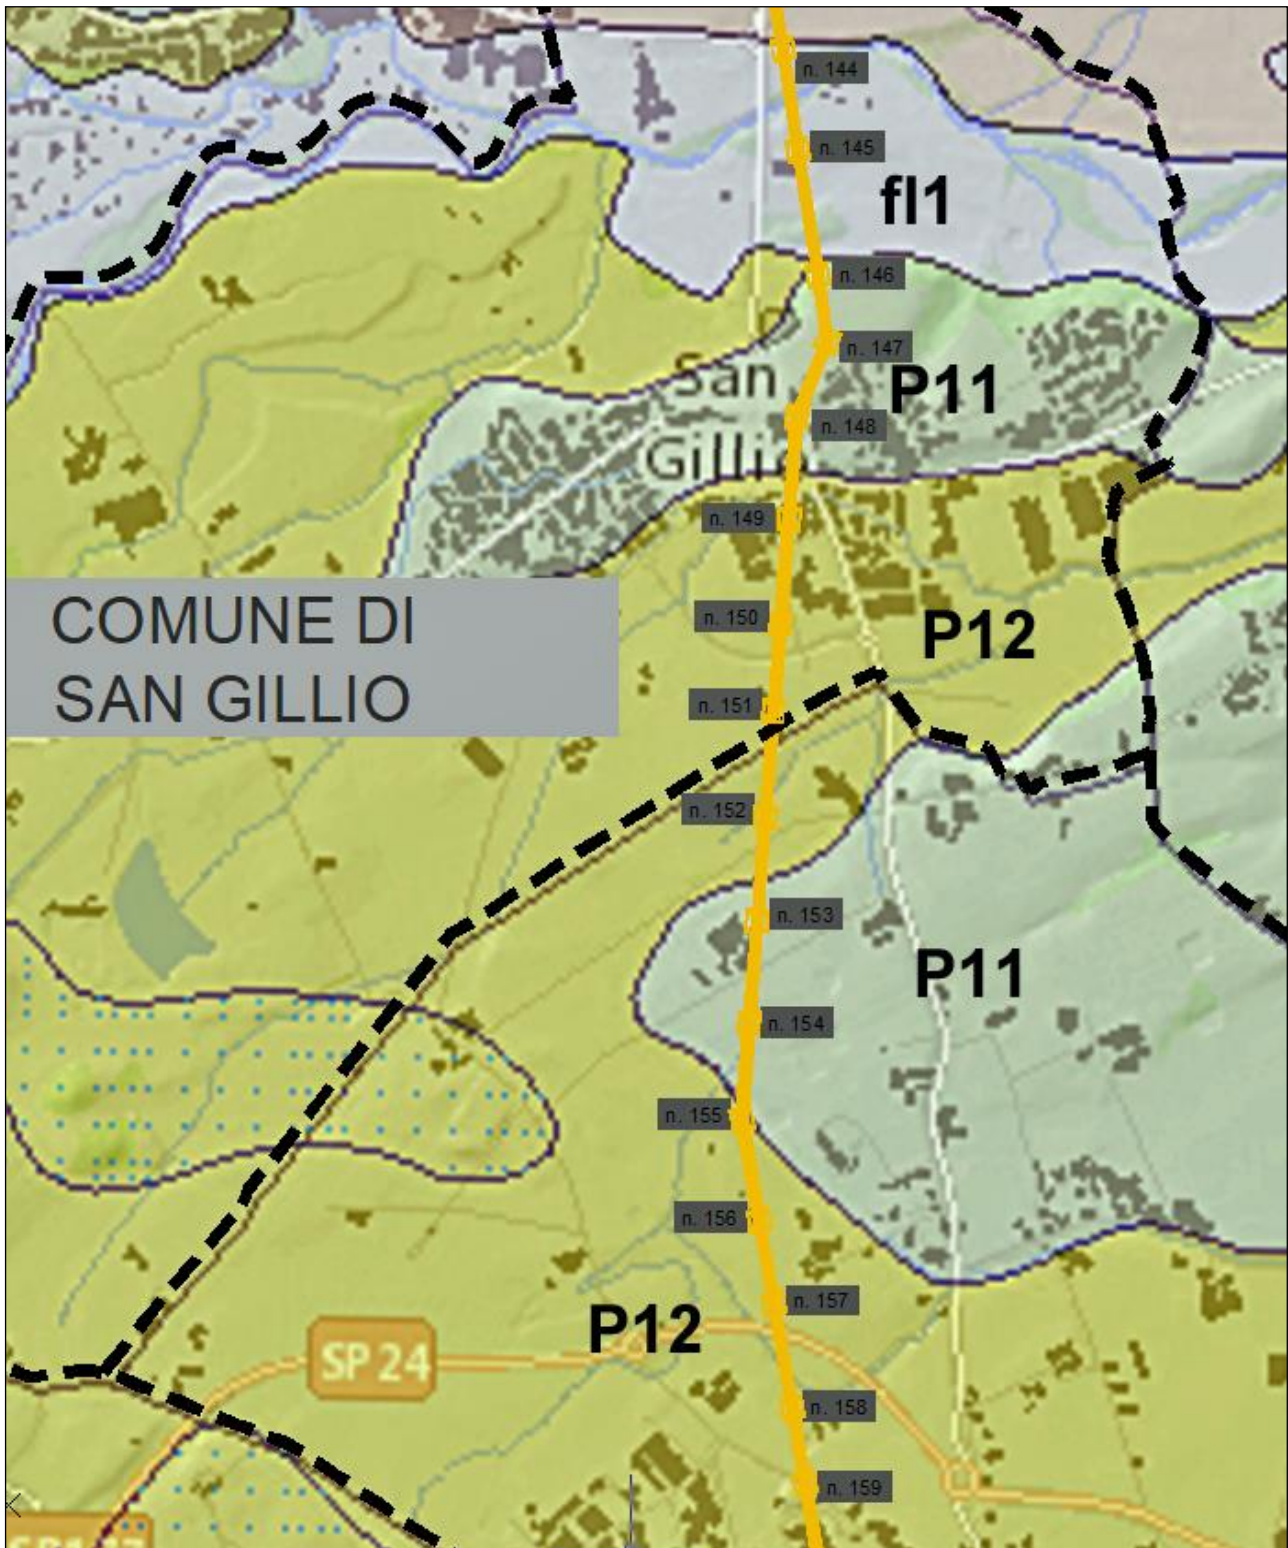 n. 144
n. 145
fl1
n. 146
n. 147
San
P11
n. 148
Gillio
n. 149
n. 150
COMUNE DI
SAN GILLIO
P12
n. 151
n. 152
n. 153
P11
n. 154
n. 155
n. 156
n. 157
P12
SP 24
n. 158
n. 159